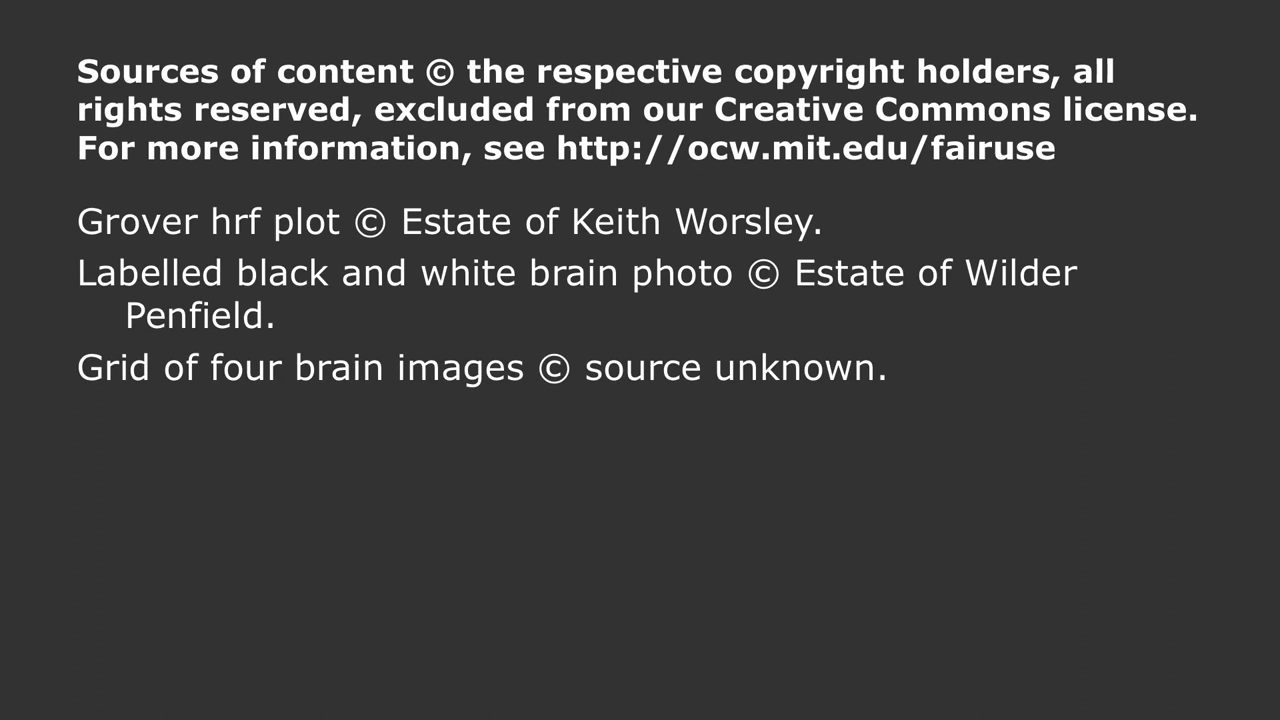 Sources of content © the respective copyright holders, all
rights reserved, excluded from our Creative Commons license.
For more information, see http://ocw.mit.edu/fairuse
Grover hrf plot © Estate of Keith Worsley.
Labelled black and white brain photo © Estate of Wilder
Penfield.
Grid of four brain images © source unknown.